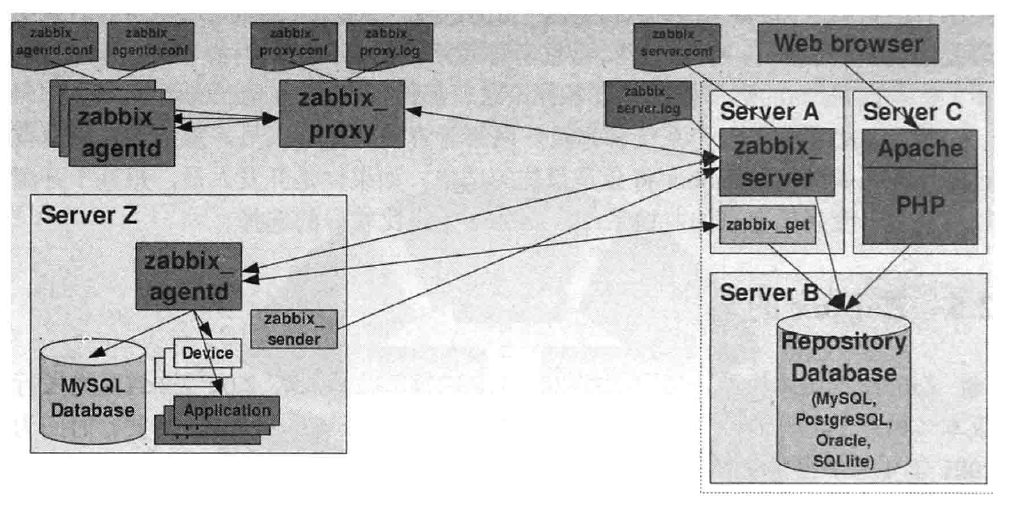 zabbix_
agentd.conf
zabbix_
agentd.conf
zabbix_
proxy.conf
zabbix_
proxy.log
zabbix_
server.conf
Web browser
zabbix_
agentd
zabbix_
proxy
zabbix_
server.log
Server A
zabbix_
server
zabbix_get
Server C
Apache
PHP
Server Z
zabbix_
agentd
zabbix_
sender
Device
MySQL
Database
Application
Server B
Repository
Database
(MySQL,
PostgreSQL,
Oracle,
SQLlite)